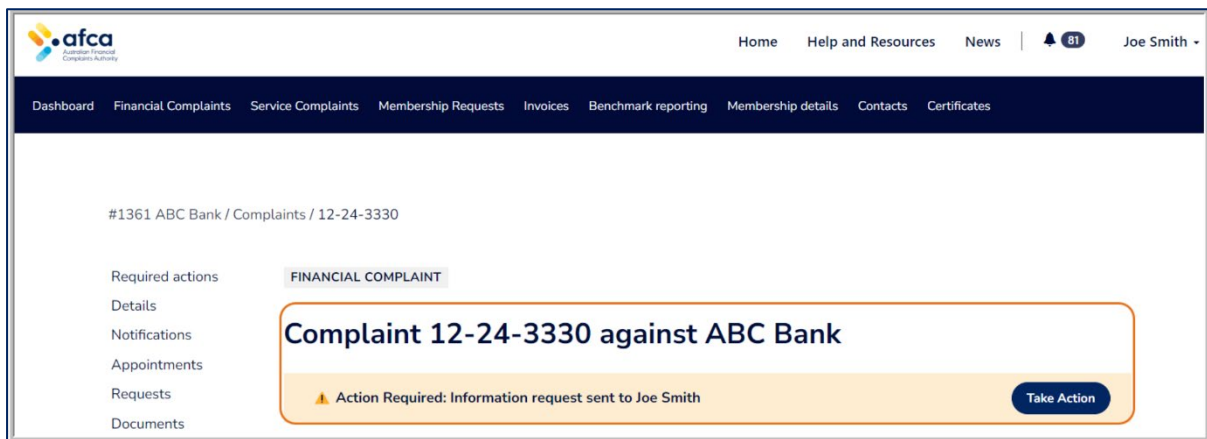 afca
Australian Financial
Complaints Authority
Home Help and Resources News 81 Joe Smith
Dashboard Financial Complaints Service Complaints Membership Requests Invoices Benchmark reporting Membership details Contacts Certificates
#1361 ABC Bank / Complaints / 12-24-3330
Required actions
FINANCIAL COMPLAINT
Details
Notifications
Complaint 12-24-3330 against ABC Bank
Appointments
Requests
Action Required: Information request sent to Joe Smith
Take Action
Documents